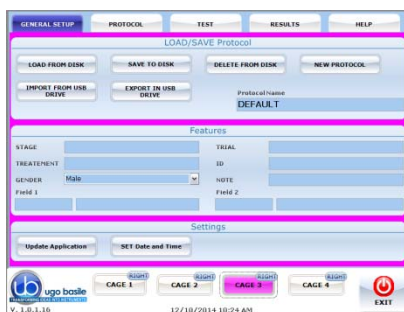 GENERAL SETUP PROTOCOL TEST RESULTS HELP
LOAD/SAVE Protocol
LOAD FROM DISK SAVE TO DISK DELETE FROM DISK NEW PROTOCOL
IMPORT FROM USB DRIVE EXPORT IN USB DRIVE
Protocol Name
DEFAULT
Features
STAGE TRIAL
TREATEMENT ID
GENDER Male NOTE
Field 1 Field 2
Settings
Update Application SET Date and Time
RIGHT RIGHT RIGHT RIGHT
CAGE 1 CAGE 2 CAGE 3 CAGE 4
ugo basile
EXIT
V. 1.0.1.16 12/10/2014 10:24 AM